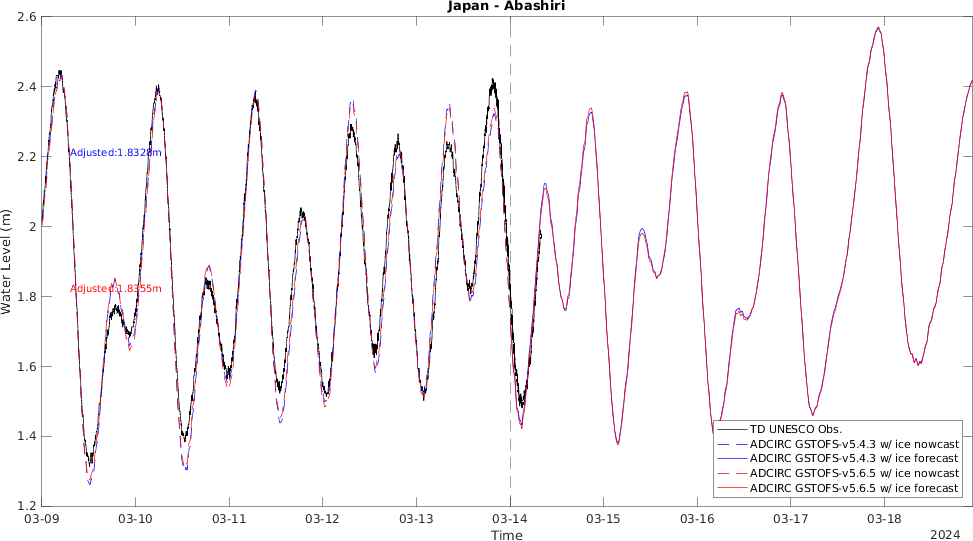 Japan - Abashiri
2.6
2.4
2.2
2
1.8
1.6
1.4
1.2
Water Level (m)
Adjusted:1.8328m
Adjusted:1.8355m
TD UNESCO Obs.
ADCIRC GSTOFS-v5.4.3 w/ ice nowcast
ADCIRC GSTOFS-v5.4.3 w/ ice forecast
ADCIRC GSTOFS-v5.6.5 w/ ice nowcast
ADCIRC GSTOFS-v5.6.5 w/ ice forecast
03-09 03-10 03-11 03-12 03-13 03-14 03-15 03-16 03-17 03-18
Time
2024